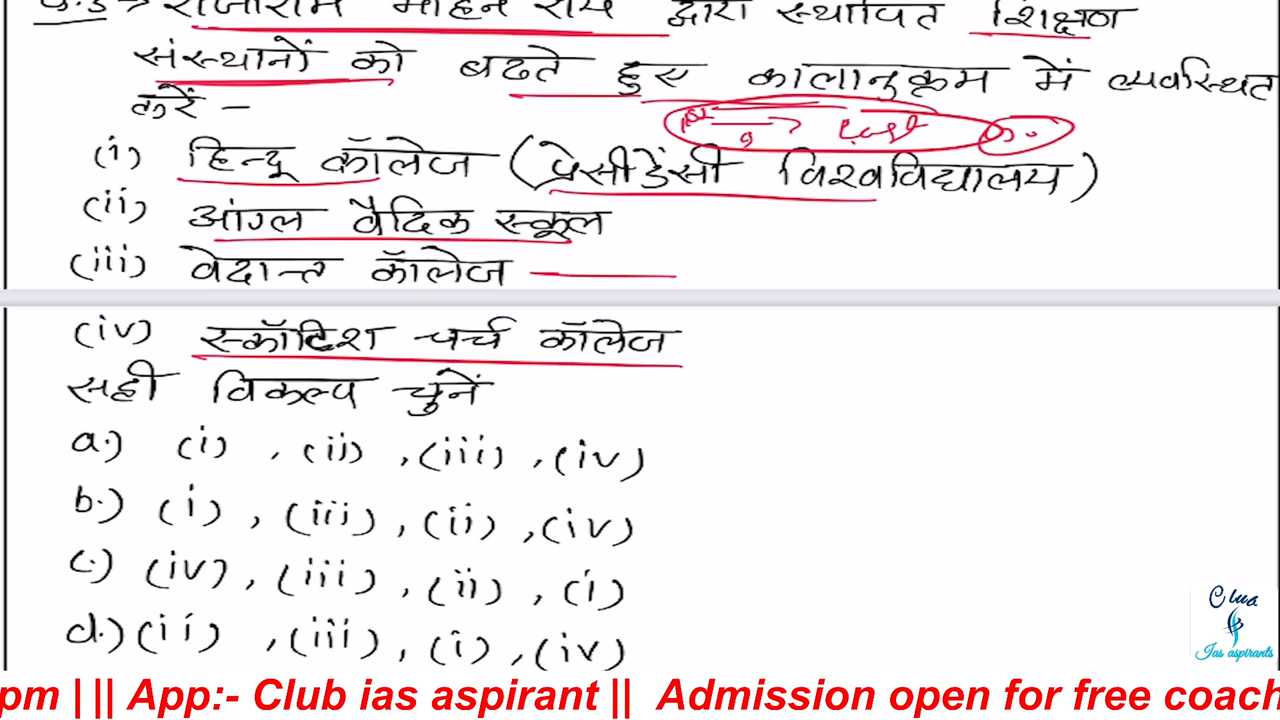 प्र.3 → राजाराम मोहन राय द्वारा स्थापित शिक्षण
संस्थानों को बढते हुए कालानुक्रम में व्यवस्थित
करें -
(i) हिन्दू कॉलेज (प्रेसीडेंसी विश्वविद्यालय)
(ii) आंग्ल वैदिक स्कूल
(iii) वेदान्त कॉलेज
(iv) स्कॉटिश चर्च कॉलेज
सही विकल्प चुनें
a.) (i) , (ii) , (iii) , (iv)
b.) (i) , (iii) , (ii) , (iv)
c.) (iv) , (iii) , (ii) , (i)
d.) (ii) , (iii) , (i) , (iv)
Club
Ias aspirants
pm | || App:- Club ias aspirant || Admission open for free coach